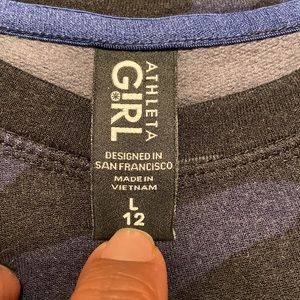 ATHLETA
GIRL
DESIGNED IN
SAN FRANCISCO
MADE IN
VIETNAM
L
12